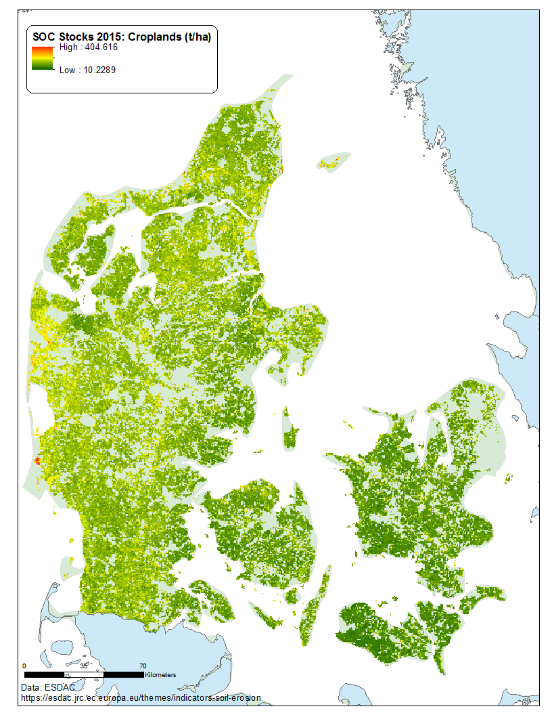 SOC Stocks 2015: Croplands (t/ha)
High : 404.616
Low : 10.2289
0 35 70
Kilometers
Data: ESDAC
https://esdac.jrc.ec.europa.eu/themes/indicators-soil-erosion